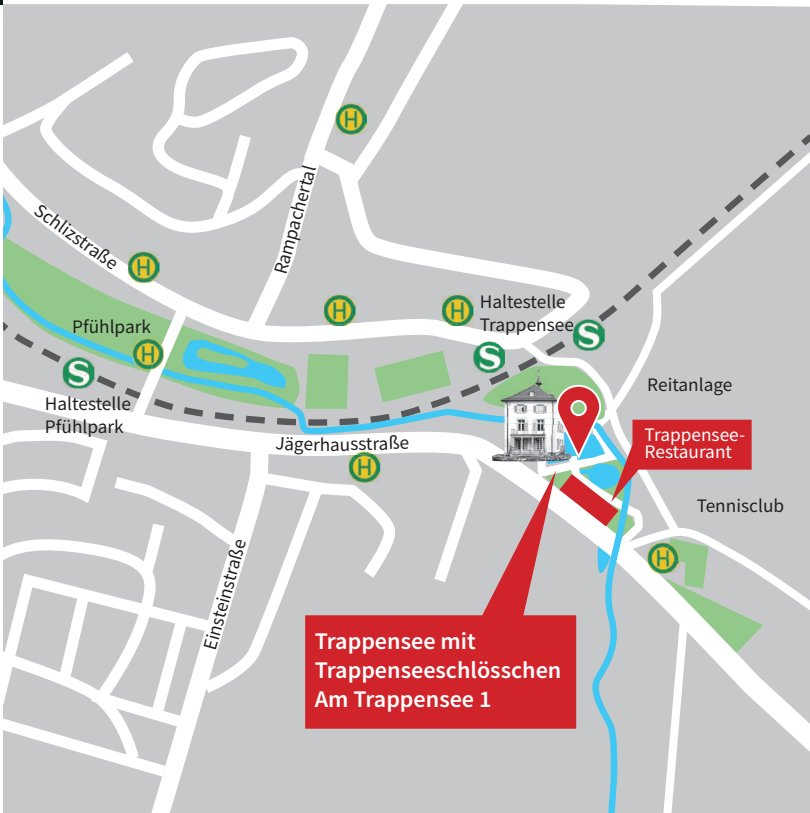 H
Rampachertal
Schlizstraße
H
H
H
Haltestelle
Trappensee
S
S
Pfühlpark
H
S
Haltestelle
Pfühlpark
Reitanlage
Jägerhausstraße
H
Trappensee-
Restaurant
Tennisclub
H
Einsteinstraße
Trappensee mit
Trappenseeschlösschen
Am Trappensee 1